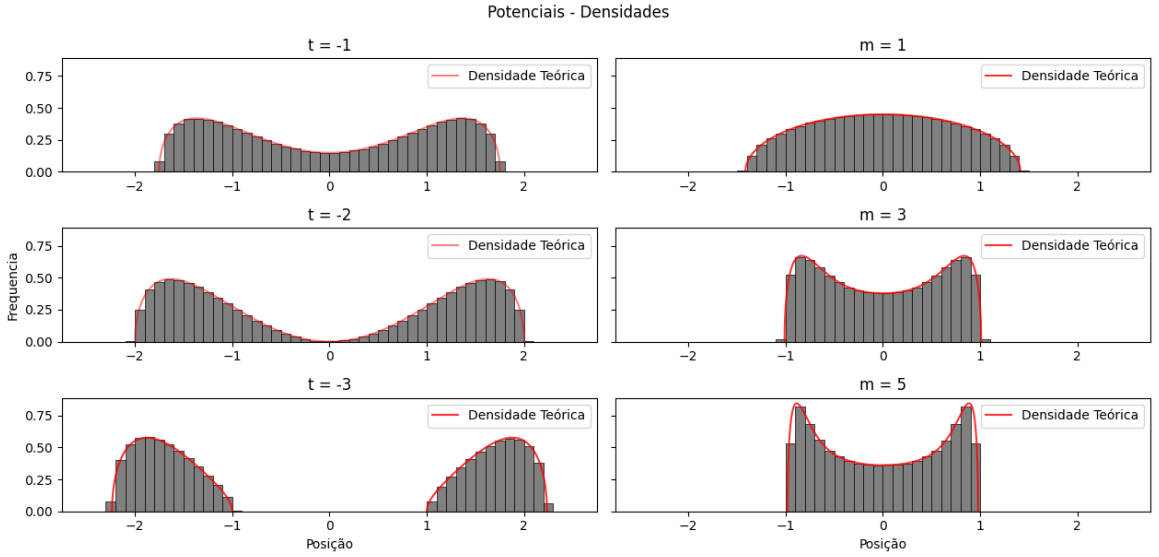 Potenciais - Densidades
t = -1
0.75
0.50
0.25
0.00
Densidade Teórica
−2 −1 0 1 2
m = 1
Densidade Teórica
−2 −1 0 1 2
t = -2
Frequencia
0.75
0.50
0.25
0.00
Densidade Teórica
−2 −1 0 1 2
m = 3
Densidade Teórica
−2 −1 0 1 2
t = -3
0.75
0.50
0.25
0.00
Densidade Teórica
−2 −1 0 1 2
Posição
m = 5
Densidade Teórica
−2 −1 0 1 2
Posição